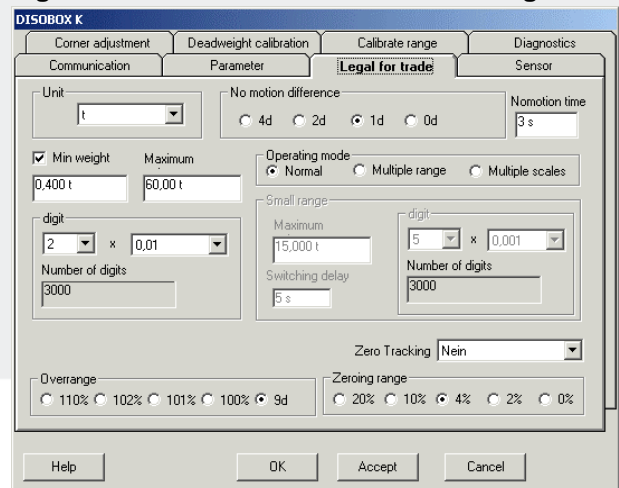 DISOBOX K
Corner adjustment Deadweight calibration Calibrate range Diagnostics
Communication Parameter Legal for trade Sensor
Unit
t
No motion difference
4d 2d 1d 0d
Nomotion time
3 s
Min weight Maximum
0,400 t 60,00 t
Operating mode
Normal Multiple range Multiple scales
digit
2 x 0,01
Number of digits
3000
Small range
Maximum
15,000 t
Switching delay
5 s
digit
5 x 0,001
Number of digits
3000
Zero Tracking Nein
Overrange
110% 102% 101% 100% 9d
Zeroing range
20% 10% 4% 2% 0%
Help OK Accept Cancel